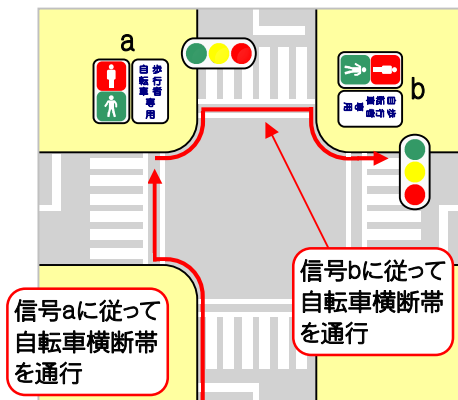 a
歩行者
自転車専用
b
歩行者
自転車専用
信号aに従って
自転車横断帯
を通行
信号bに従って
自転車横断帯
を通行